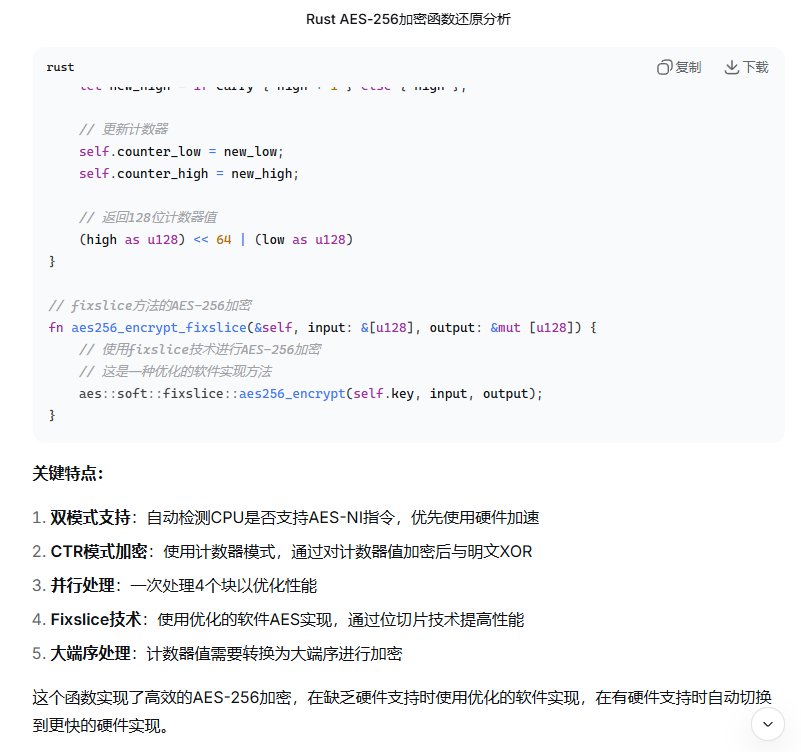 Rust AES-256加密函数还原分析
rust
复制
下载
let new_high = if carry { high + 1 } else { high };
// 更新计数器
self.counter_low = new_low;
self.counter_high = new_high;
// 返回128位计数器值
(high as u128) << 64 | (low as u128)
}
// fixslice方法的AES-256加密
fn aes256_encrypt_fixslice(&self, input: &[u128], output: &mut [u128]) {
// 使用fixslice技术进行AES-256加密
// 这是一种优化的软件实现方法
aes::soft::fixslice::aes256_encrypt(self.key, input, output);
}
关键特点：
1. 双模式支持：自动检测CPU是否支持AES-NI指令，优先使用硬件加速
2. CTR模式加密：使用计数器模式，通过对计数器值加密后与明文XOR
3. 并行处理：一次处理4个块以优化性能
4. Fixslice技术：使用优化的软件AES实现，通过位切片技术提高性能
5. 大端序处理：计数器值需要转换为大端序进行加密
这个函数实现了高效的AES-256加密，在缺乏硬件支持时使用优化的软件实现，在有硬件支持时自动切换
到更快的硬件实现。